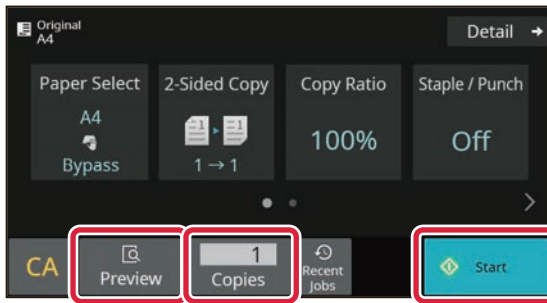 Original
A4
Detail
Paper Select
A4
Bypass
2-Sided Copy
1 → 1
Copy Ratio
100%
Staple / Punch
Off
CA
Preview
1
Copies
Recent
Jobs
Start